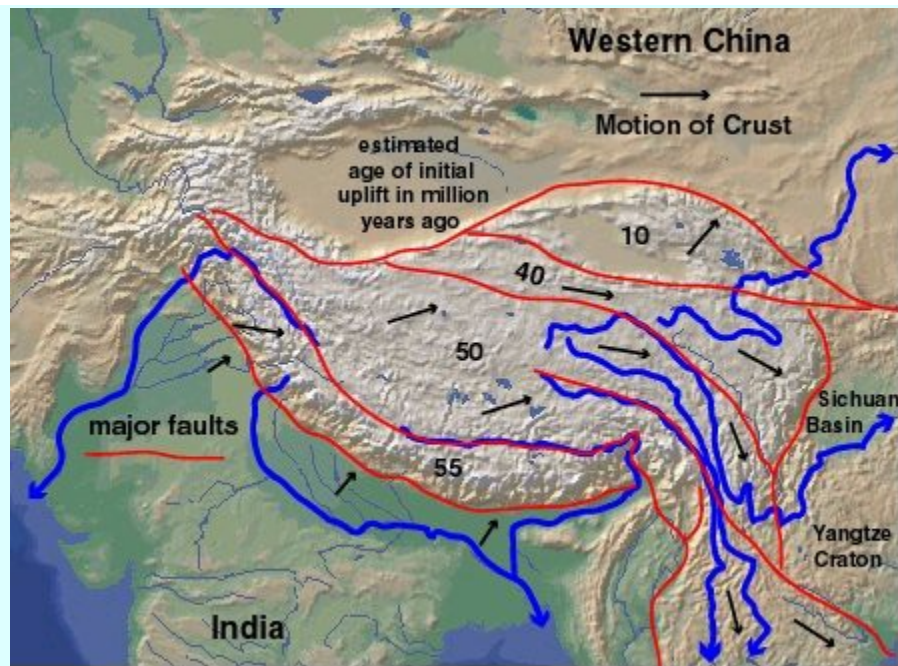 Western China
Motion of Crust
estimated
age of initial
uplift in million
years ago
10
40
50
Sichuan
Basin
major faults
55
Yangtze
Craton
India